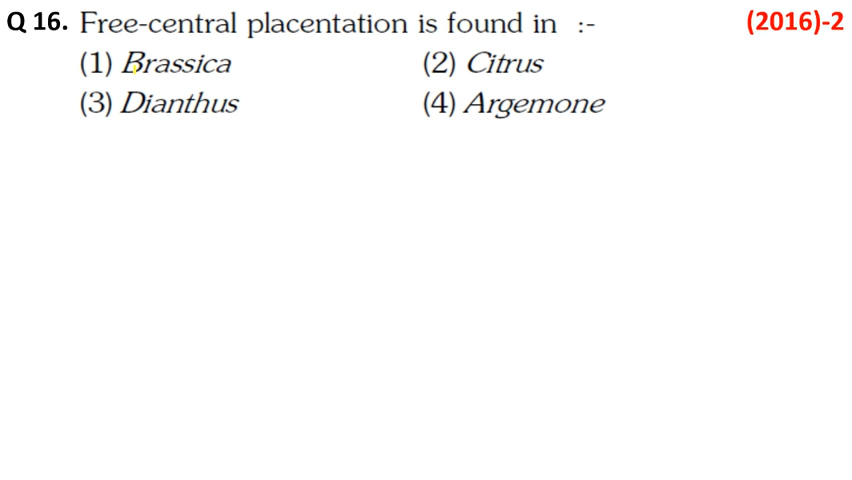 Q 16. Free-central placentation is found in :- (2016)-2
(1) Brassica (2) Citrus
(3) Dianthus (4) Argemone